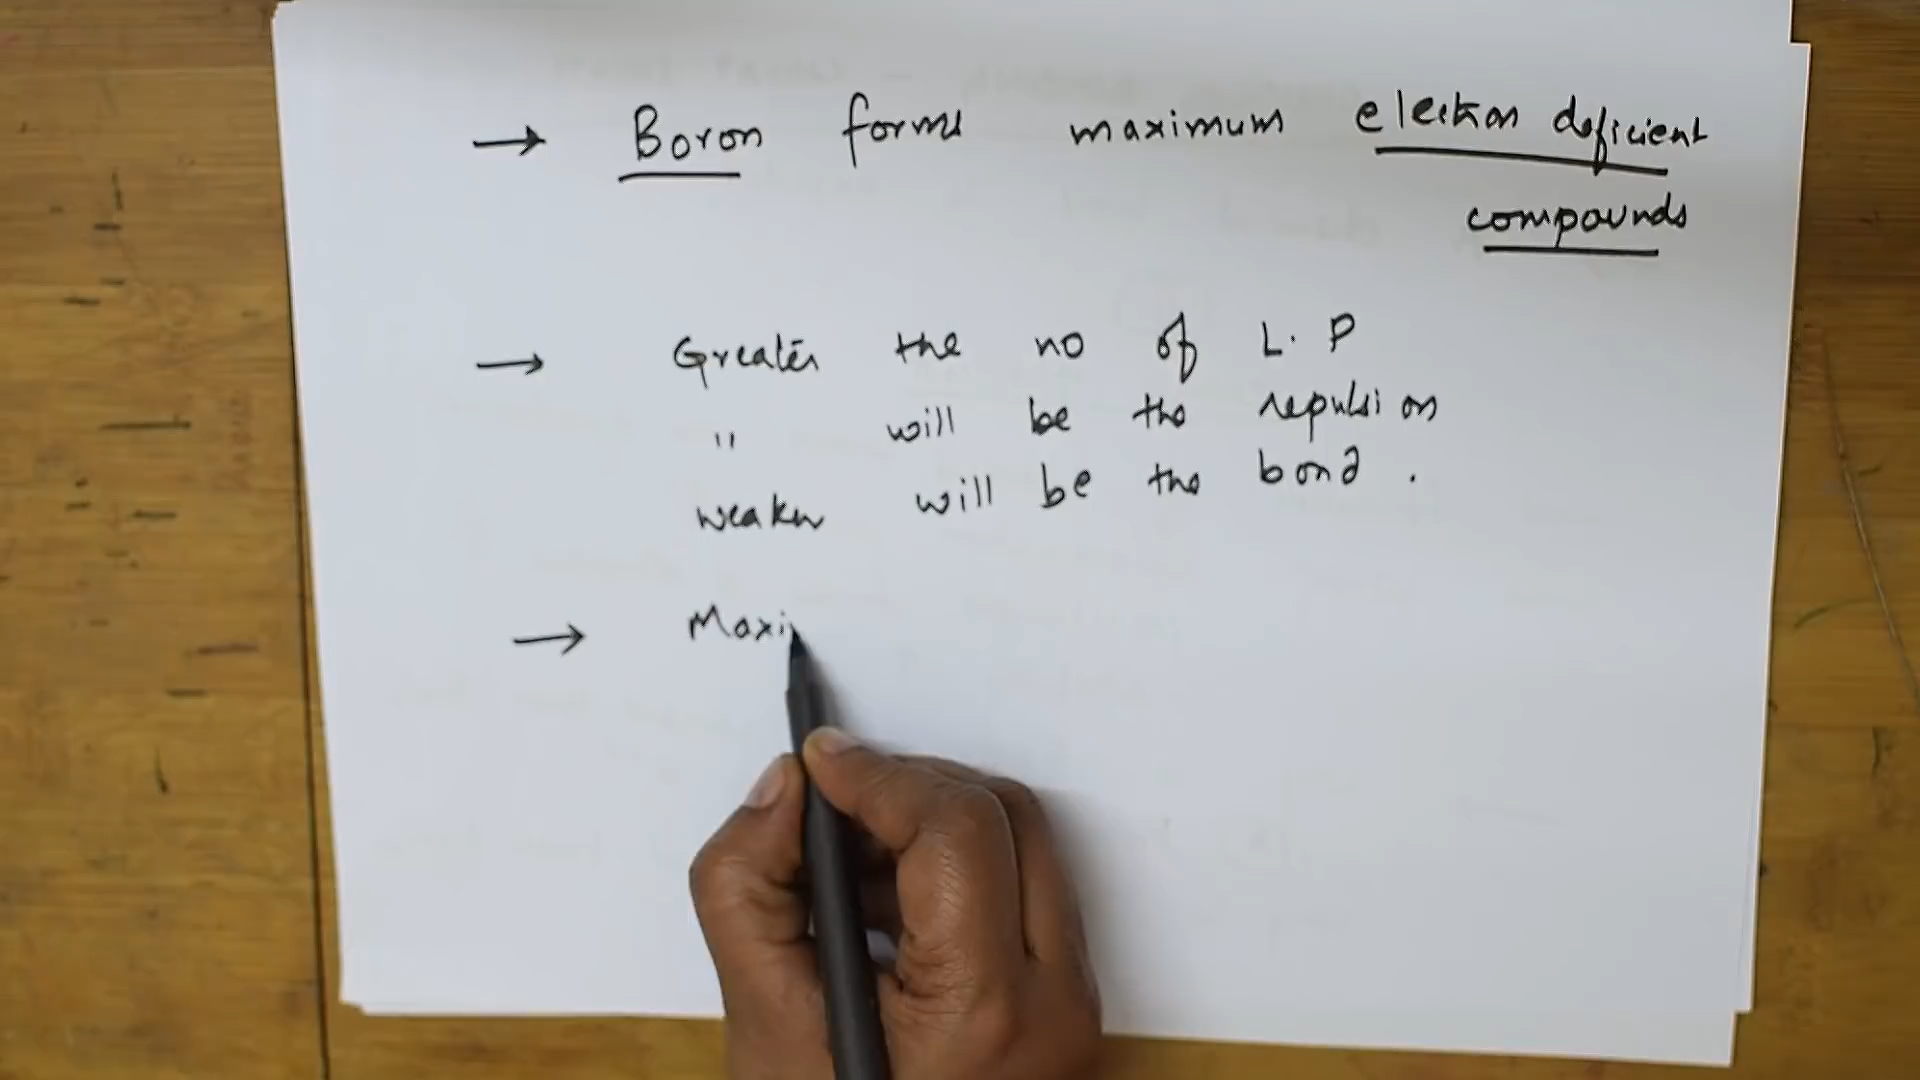 → Boron forms maximum electron deficient
compounds
→ Greater the no of L.P
" will be the repulsion
weaker will be the bond.
→ Maxi